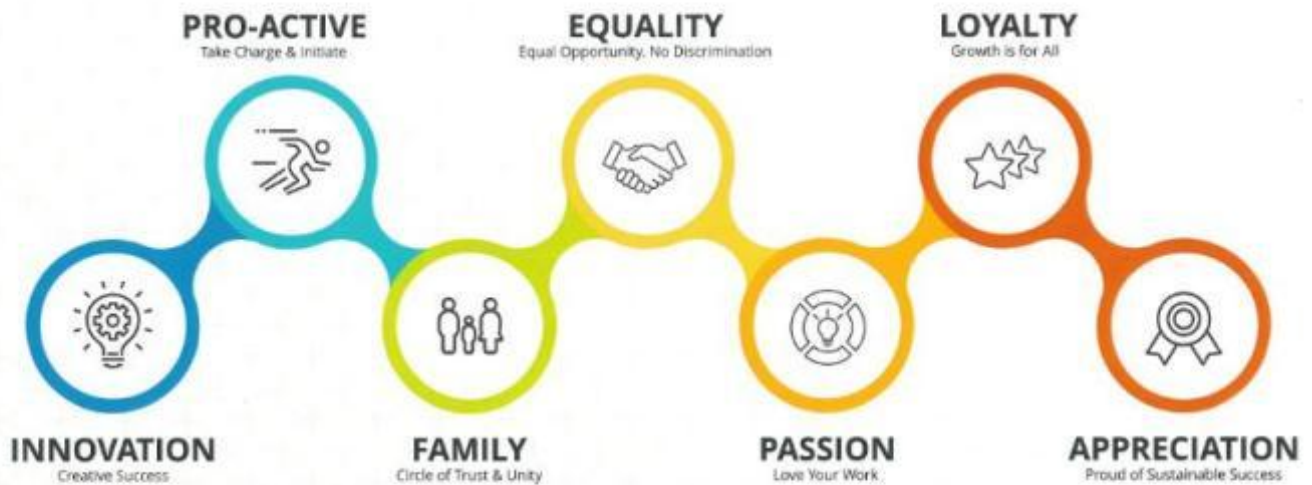 PRO-ACTIVE
Take Charge & Initiate
EQUALITY
Equal Opportunity. No Discrimination
LOYALTY
Growth is for All
INNOVATION
Creative Success
FAMILY
Circle of Trust & Unity
PASSION
Love Your Work
APPRECIATION
Proud of Sustainable Success